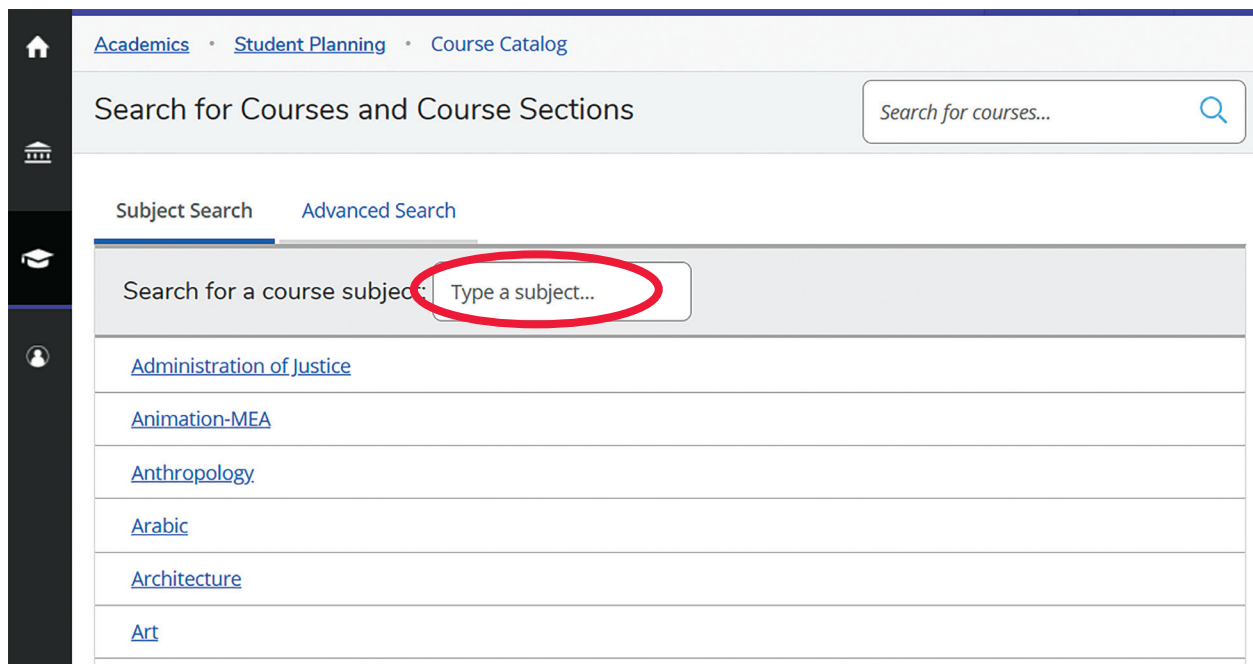 Academics • Student Planning • Course Catalog
Search for Courses and Course Sections
Search for courses...
Subject Search
Advanced Search
Search for a course subject: Type a subject...
Administration of Justice
Animation-MEA
Anthropology
Arabic
Architecture
Art